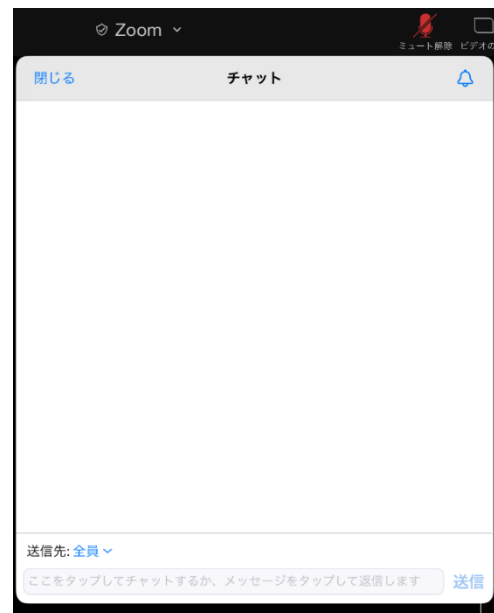 Zoom
ミュート解除 ビデオの
閉じる チャット
送信先: 全員
ここをタップしてチャットするか、メッセージをタップして返信します 送信